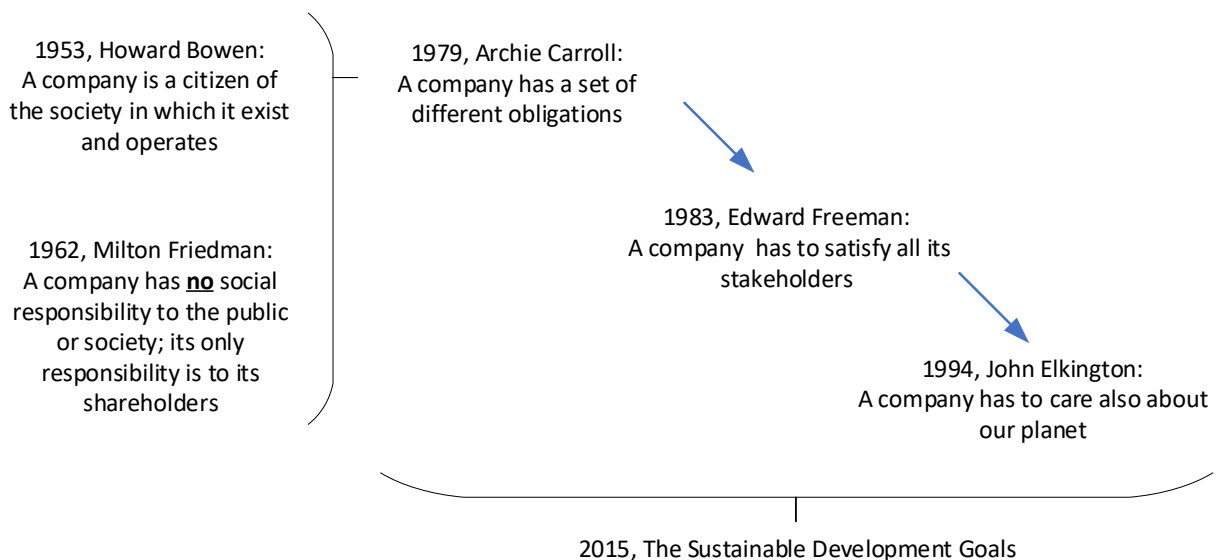 1953, Howard Bowen:
A company is a citizen of
the society in which it exist
and operates
1962, Milton Friedman:
A company has no social
responsibility to the public
or society; its only
responsibility is to its
shareholders
1979, Archie Carroll:
A company has a set of
different obligations
1983, Edward Freeman:
A company has to satisfy all its
stakeholders
1994, John Elkington:
A company has to care also about
our planet
2015, The Sustainable Development Goals